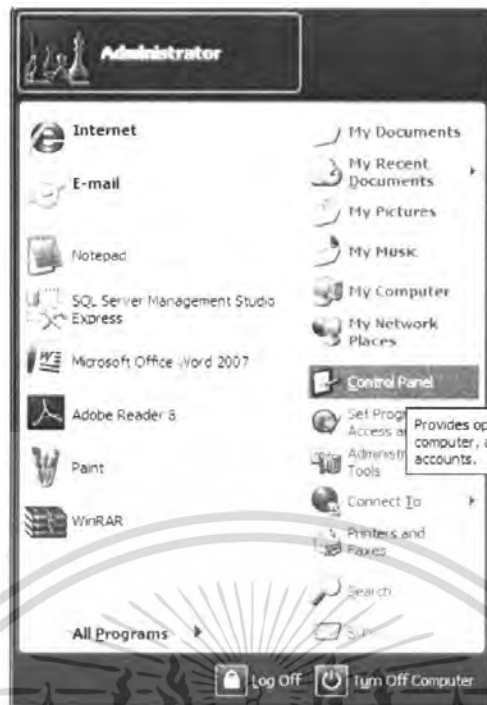 Administrator
Internet
E-mail
Notepad
SQL Server Management Studio
Express
Microsoft Office Word 2007
Adobe Reader 8
Paint
WinRAR
All Programs
My Documents
My Recent
Documents
My Pictures
My Music
My Computer
My Network
Places
Control Panel
Set Prog
Access a
Provides op
computer, a
accounts.
Administr
Tools
Connect To
Printers and
Faxes
Search
Log Off
Turn Off Computer